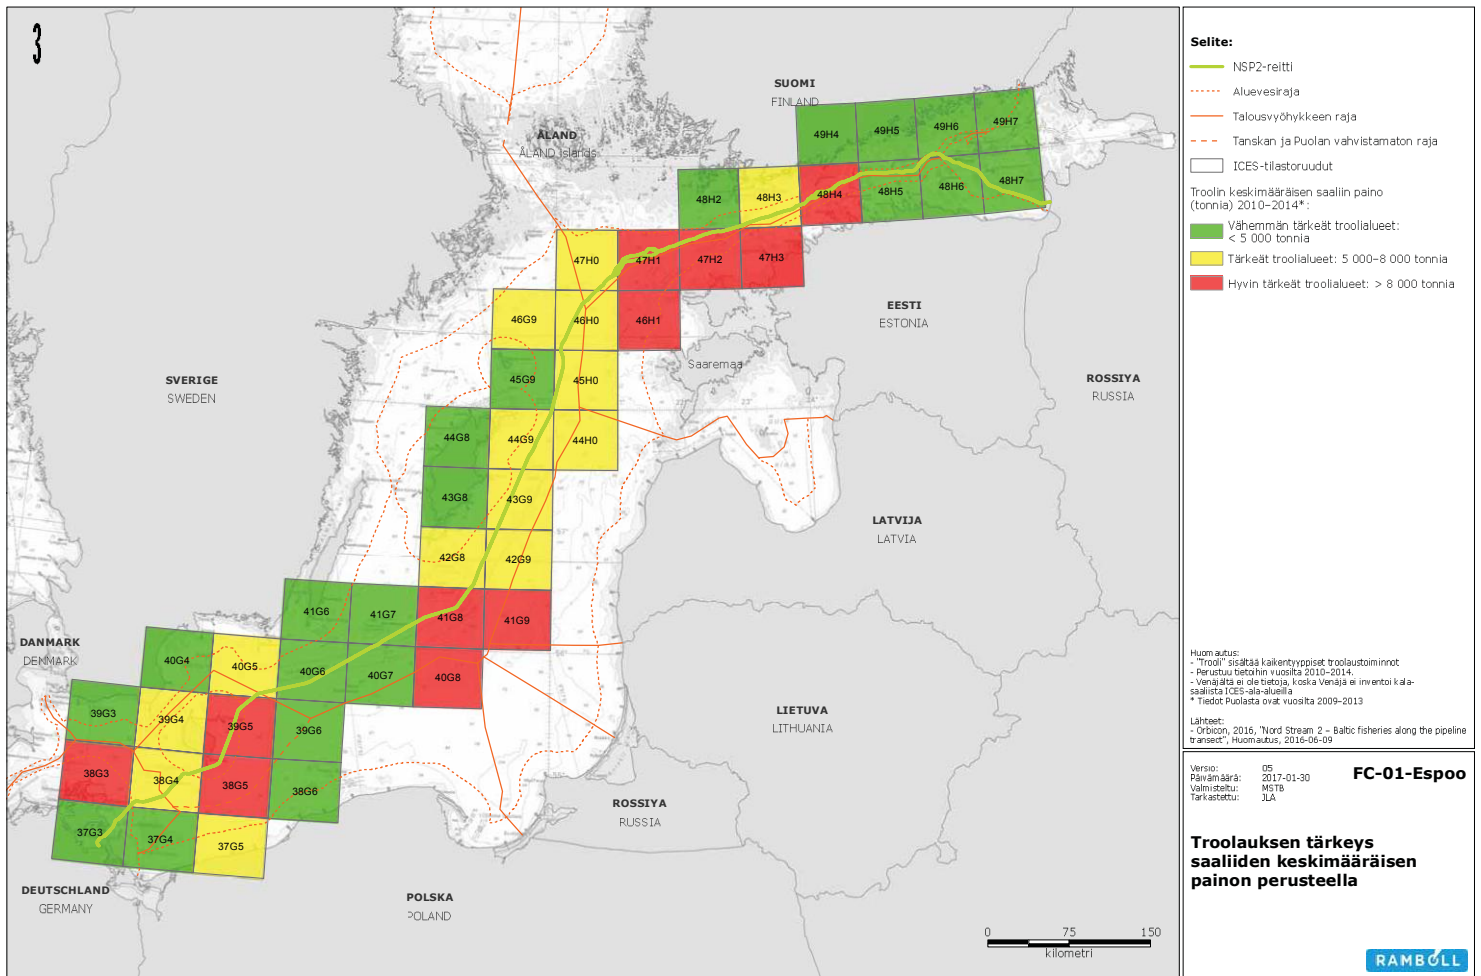 3
SUOMI
FINLAND
ÅLAND
ÅLAND Islands
49H4
49H5
49H6
49H7
48H2
48H3
48H4
48H5
48H6
48H7
47H0
47H1
47H2
47H3
46G9
46H0
46H1
EESTI
ESTONIA
Saaremaa
45G9
45H0
SVERIGE
SWEDEN
ROSSIYA
RUSSIA
44G8
44G9
44H0
43G8
43G9
LATVIJA
LATVIA
42G8
42G9
41G6
41G7
41G8
41G9
DANMARK
DENMARK
40G4
40G5
40G6
40G7
40G8
39G3
39G4
39G5
39G6
LIETUVA
LITHUANIA
38G3
38G4
38G5
38G6
ROSSIYA
RUSSIA
37G3
37G4
37G5
DEUTSCHLAND
GERMANY
POLSKA
POLAND
0 75 150
kilometri
Selite:
NSP2-reitti
Aluevesiraja
Talousvyöhykkeen raja
Tanskan ja Puolan vahvistamaton raja
ICES-tilastoruudut
Troolin keskimääräisen saaliin paino
(tonnia) 2010–2014*:
Vähemmän tärkeät troolialueet:
< 5 000 tonnia
Tärkeät troolialueet: 5 000–8 000 tonnia
Hyvin tärkeät troolialueet: > 8 000 tonnia
Huomautus:
- "Trooli" sisältää kaikentyyppiset troolaustoiminnot
- Perustuu tietoihin vuosilta 2010–2014.
- Venäjältä ei ole tietoja, koska Venäjä ei inventoi kala-
saaliista ICES-ala-alueilla
* Tiedot Puolasta ovat vuosilta 2009–2013
Lähteet:
- Orbicon, 2016, "Nord Stream 2 – Baltic fisheries along the pipeline
transect", Huomautus, 2016-06-09
Versio: 05
Päivämäärä: 2017-01-30
Valmisteltu: MSTB
Tarkastettu: JLA
FC-01-Espoo
Troolauksen tärkeys
saaliiden keskimääräisen
painon perusteella
RAMBOLL